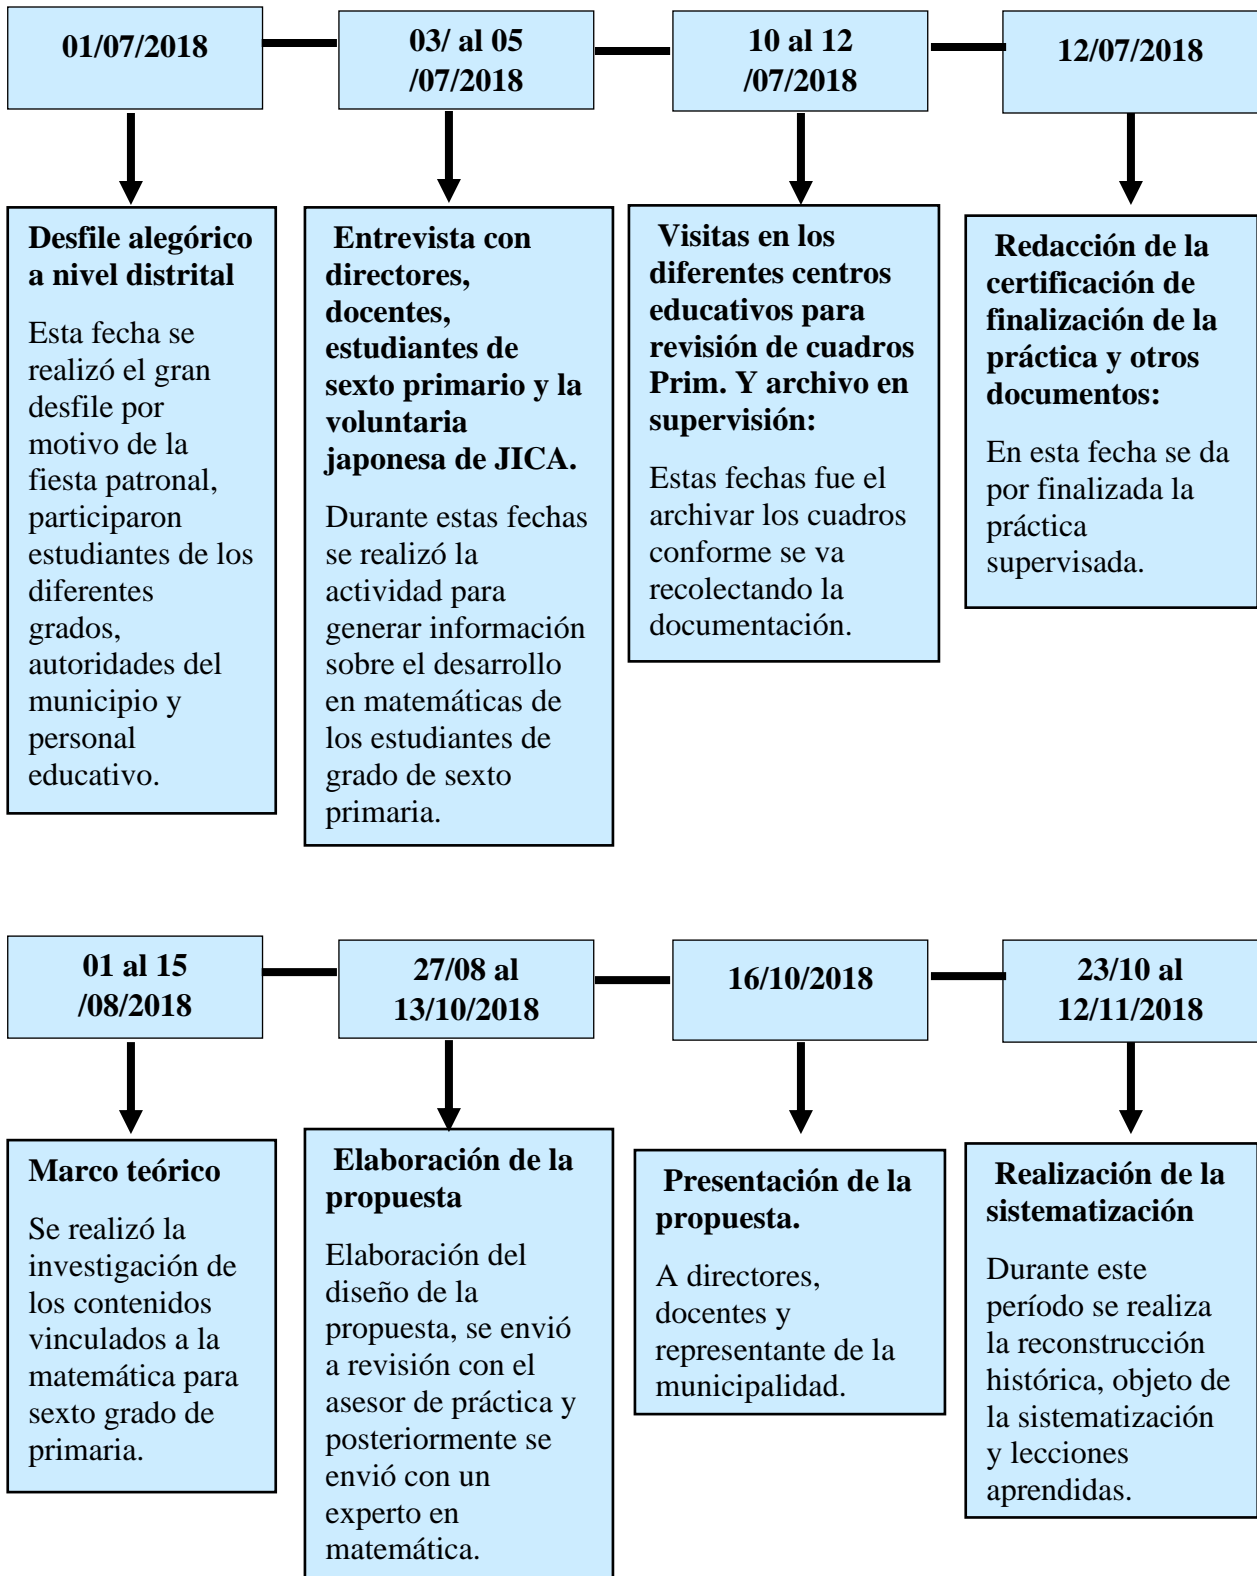 01/07/2018
03/ al 05
/07/2018
10 al 12
/07/2018
12/07/2018
Desfile alegórico
a nivel distrital
Esta fecha se
realizó el gran
desfile por
motivo de la
fiesta patronal,
participaron
estudiantes de los
diferentes
grados,
autoridades del
municipio y
personal
educativo.
Entrevista con
directores,
docentes,
estudiantes de
sexto primario y la
voluntaria
japonesa de JICA.
Durante estas fechas
se realizó la
actividad para
generar información
sobre el desarrollo
en matemáticas de
los estudiantes de
grado de sexto
primaria.
Visitas en los
diferentes centros
educativos para
revisión de cuadros
Prim. Y archivo en
supervisión:
Estas fechas fue el
archivar los cuadros
conforme se va
recolectando la
documentación.
Redacción de la
certificación de
finalización de la
práctica y otros
documentos:
En esta fecha se da
por finalizada la
práctica
supervisada.
01 al 15
/08/2018
27/08 al
13/10/2018
16/10/2018
23/10 al
12/11/2018
Marco teórico
Se realizó la
investigación de
los contenidos
vinculados a la
matemática para
sexto grado de
primaria.
Elaboración de la
propuesta
Elaboración del
diseño de la
propuesta, se envió
a revisión con el
asesor de práctica y
posteriormente se
envió con un
experto en
matemática.
Presentación de la
propuesta.
A directores,
docentes y
representante de la
municipalidad.
Realización de la
sistematización
Durante este
período se realiza
la reconstrucción
histórica, objeto de
la sistematización
y lecciones
aprendidas.